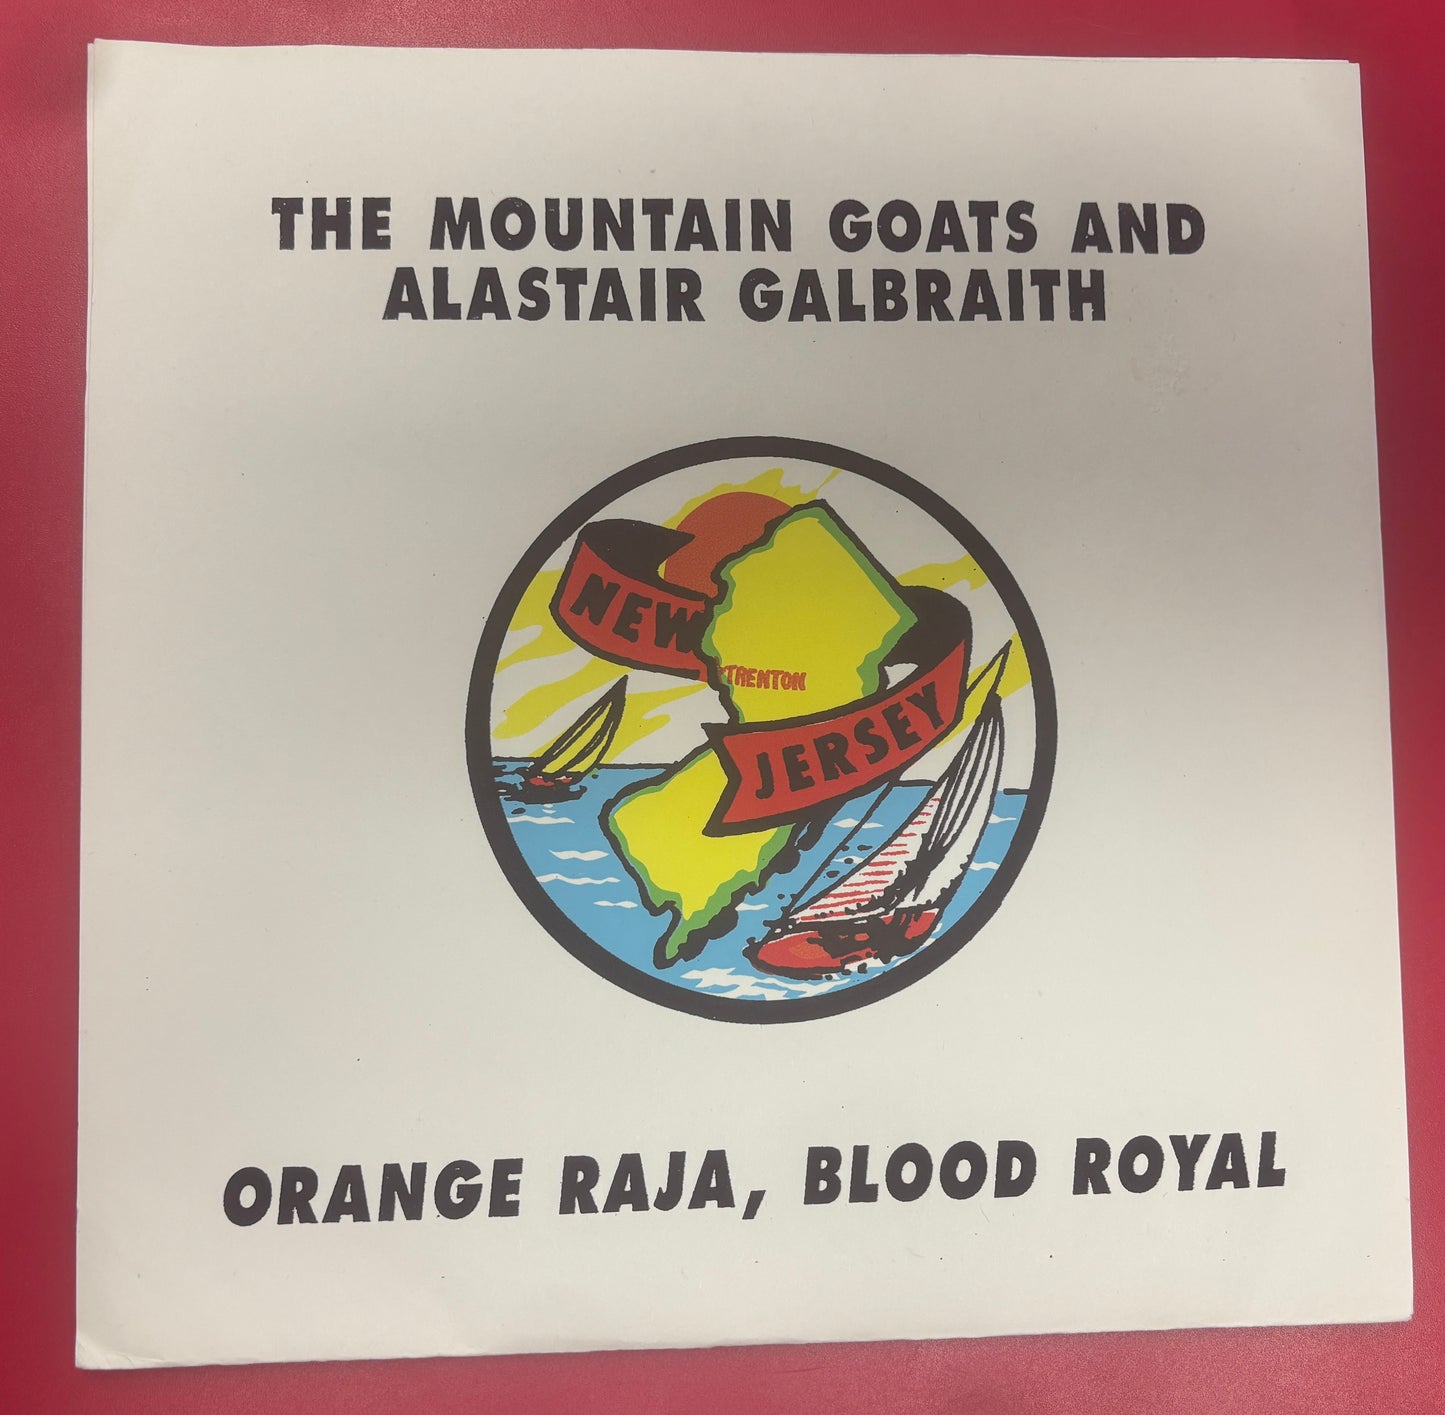 THE MOUNTAIN GOATS AND
ALASTAIR GALBRAITH
NEW
TRENTON
JERSEY
ORANGE RAJA, BLOOD ROYAL